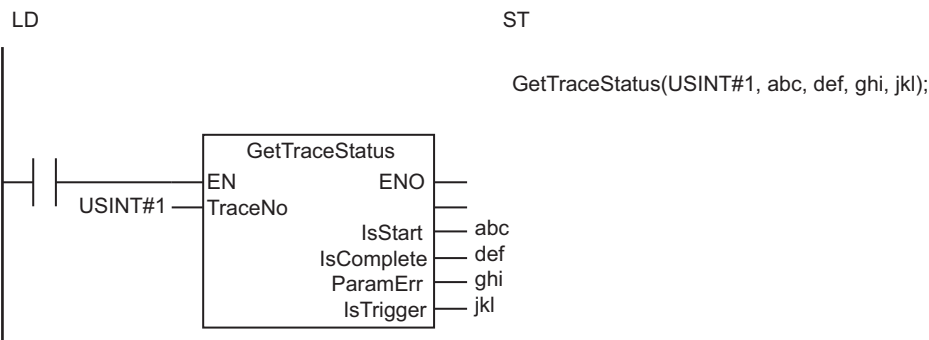 LD
ST
GetTraceStatus(USINT#1, abc, def, ghi, jkl);
GetTraceStatus
EN ENO
USINT#1 TraceNo
IsStart abc
IsComplete def
ParamErr ghi
IsTrigger jkl